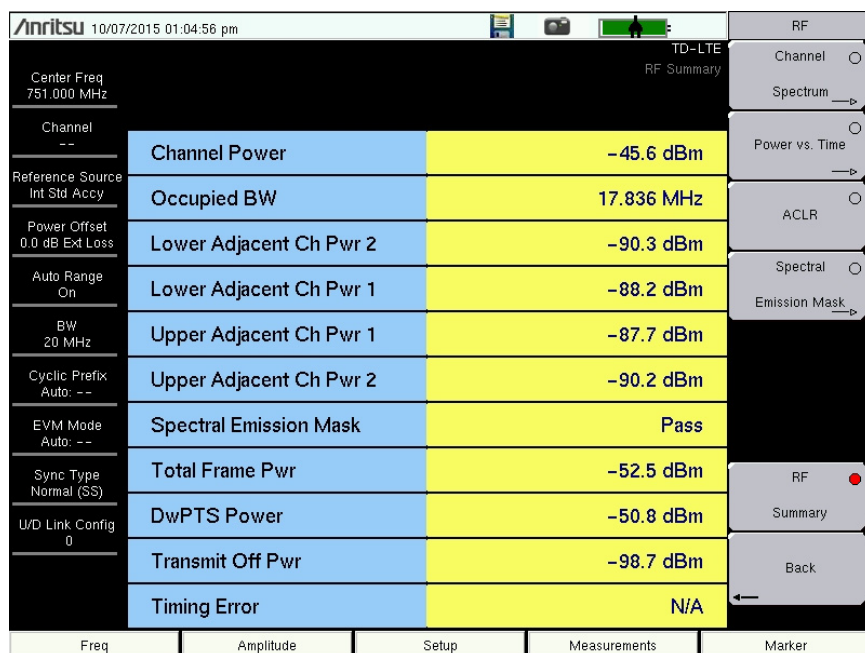 /Inritsu 10/07/2015 01:04:56 pm
TD-LTE
RF Summary
Center Freq
751.000 MHz
Channel
--
Reference Source
Int Std Accy
Power Offset
0.0 dB Ext Loss
Auto Range
On
BW
20 MHz
Cyclic Prefix
Auto: --
EVM Mode
Auto: --
Sync Type
Normal (SS)
U/D Link Config
0
Channel Power -45.6 dBm
Occupied BW 17.836 MHz
Lower Adjacent Ch Pwr 2 -90.3 dBm
Lower Adjacent Ch Pwr 1 -88.2 dBm
Upper Adjacent Ch Pwr 1 -87.7 dBm
Upper Adjacent Ch Pwr 2 -90.2 dBm
Spectral Emission Mask Pass
Total Frame Pwr -52.5 dBm
DwPTS Power -50.8 dBm
Transmit Off Pwr -98.7 dBm
Timing Error N/A
RF
Channel
Spectrum
Power vs. Time
ACLR
Spectral
Emission Mask
RF
Summary
Back
Freq Amplitude Setup Measurements Marker